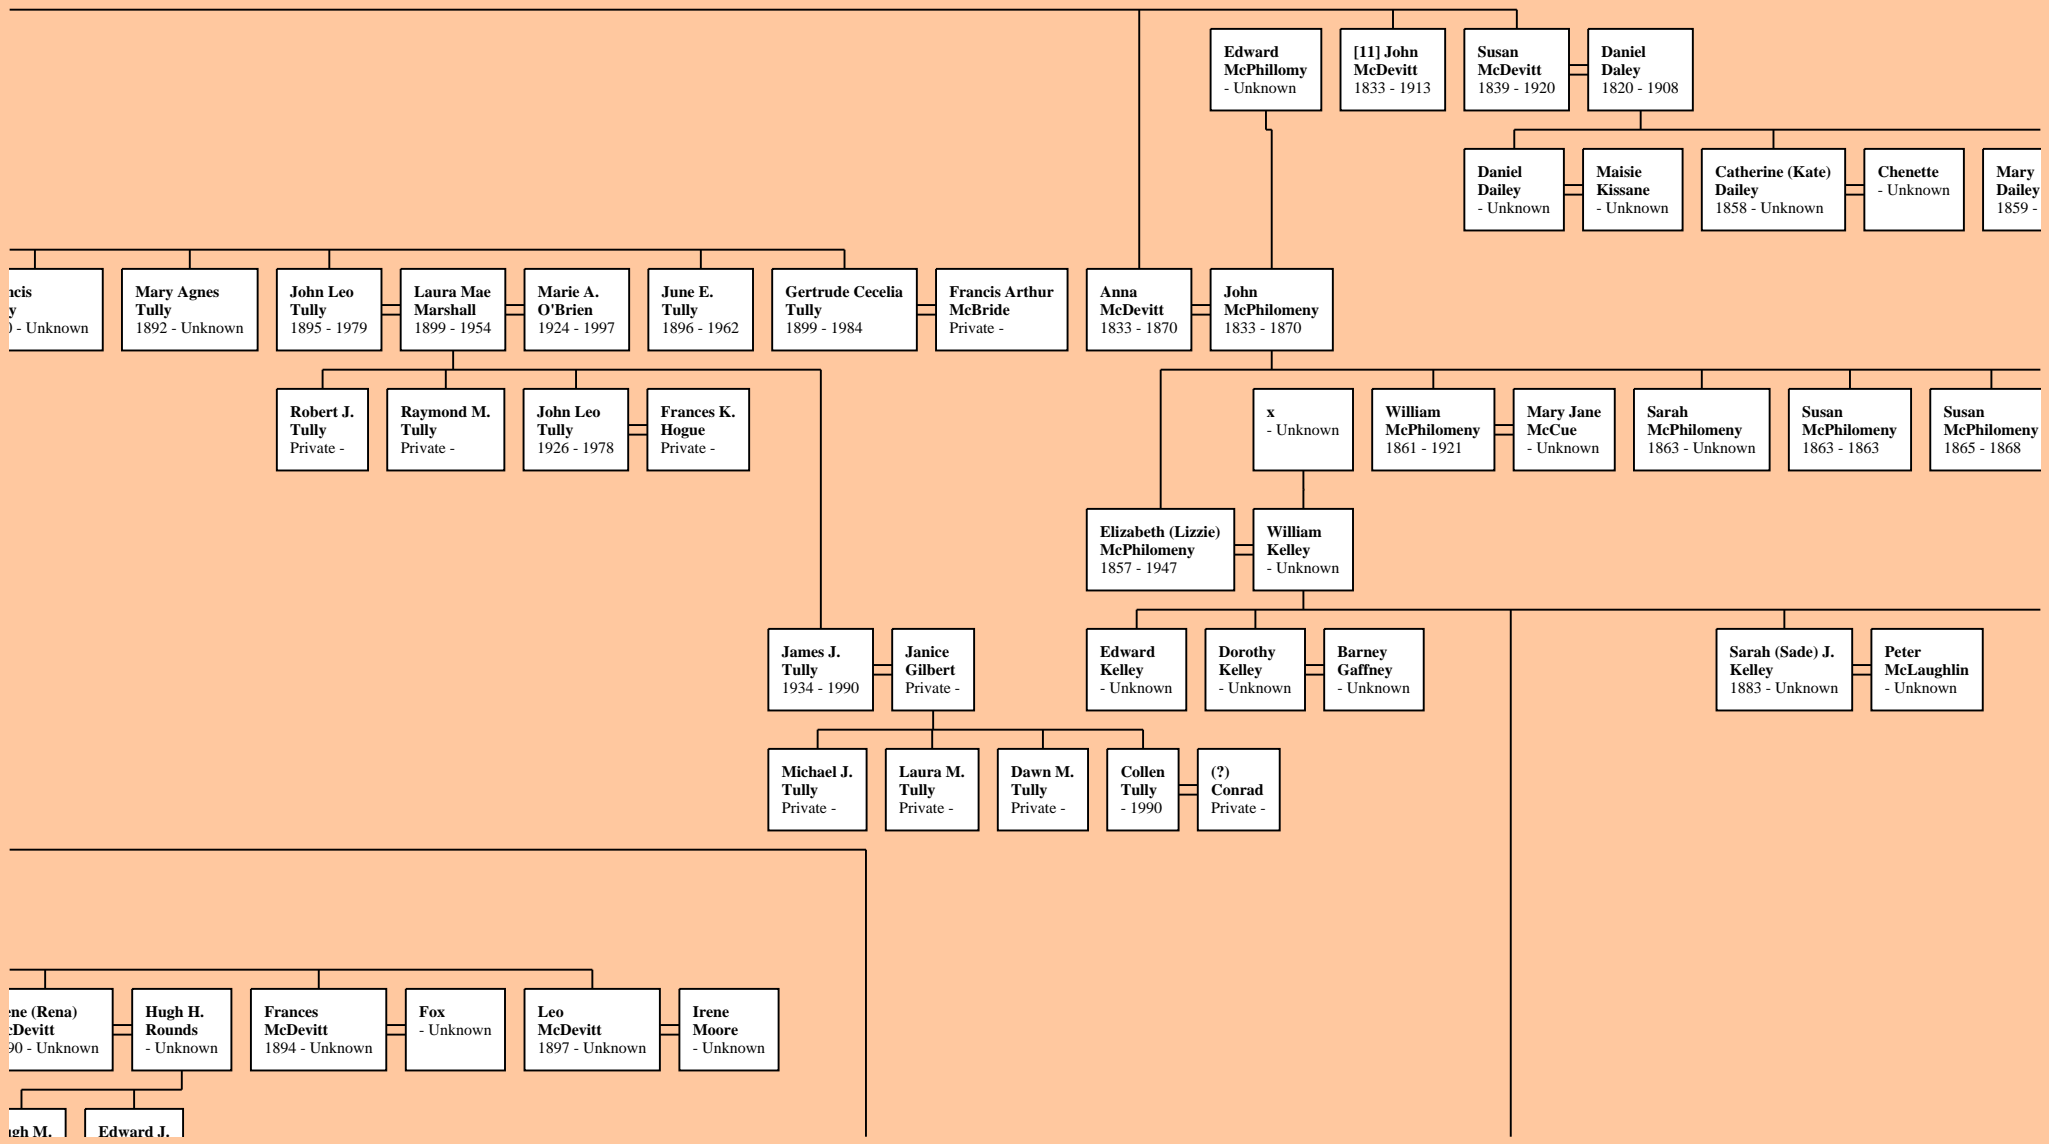 Edward
McPhillomy
- Unknown
[11] John
McDevitt
1833 - 1913
Susan
McDevitt
1839 - 1920
Daniel
Daley
1820 - 1908
Daniel
Dailey
- Unknown
Maisie
Kissane
- Unknown
Catherine (Kate)
Dailey
1858 - Unknown
Chenette
- Unknown
Mary
Dailey
1859 -
- Unknown
Mary Agnes
Tully
1892 - Unknown
John Leo
Tully
1895 - 1979
Laura Mae
Marshall
1899 - 1954
Marie A.
O'Brien
1924 - 1997
June E.
Tully
1896 - 1962
Gertrude Cecelia
Tully
1899 - 1984
Francis Arthur
McBride
Private -
Anna
McDevitt
1833 - 1870
John
McPhilomeny
1833 - 1870
Robert J.
Tully
Private -
Raymond M.
Tully
Private -
John Leo
Tully
1926 - 1978
Frances K.
Hogue
Private -
x
- Unknown
William
McPhilomeny
1861 - 1921
Mary Jane
McCue
- Unknown
Sarah
McPhilomeny
1863 - Unknown
Susan
McPhilomeny
1863 - 1863
Susan
McPhilomeny
1865 - 1868
Elizabeth (Lizzie)
McPhilomeny
1857 - 1947
William
Kelley
- Unknown
James J.
Tully
1934 - 1990
Janice
Gilbert
Private -
Edward
Kelley
- Unknown
Dorothy
Kelley
- Unknown
Barney
Gaffney
- Unknown
Sarah (Sade) J.
Kelley
1883 - Unknown
Peter
McLaughlin
- Unknown
Michael J.
Tully
Private -
Laura M.
Tully
Private -
Dawn M.
Tully
Private -
Collen
Tully
- 1990
(?)
Conrad
Private -
(Rena)
90 - Unknown
Hugh H.
Rounds
- Unknown
Frances
McDevitt
1894 - Unknown
Fox
- Unknown
Leo
McDevitt
1897 - Unknown
Irene
Moore
- Unknown
M.
Edward J.